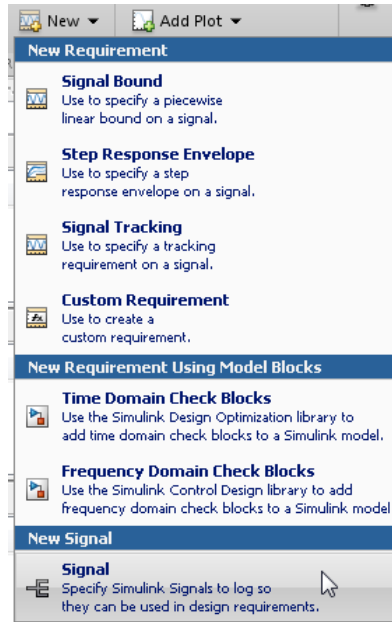 New
Add Plot
New Requirement
Signal Bound
Use to specify a piecewise
linear bound on a signal.
Step Response Envelope
Use to specify a step
response envelope on a signal.
Signal Tracking
Use to specify a tracking
requirement on a signal.
Custom Requirement
Use to create a
custom requirement.
New Requirement Using Model Blocks
Time Domain Check Blocks
Use the Simulink Design Optimization library to
add time domain check blocks to a Simulink model.
Frequency Domain Check Blocks
Use the Simulink Control Design library to add
frequency domain check blocks to a Simulink model
New Signal
Signal
Specify Simulink Signals to log so
they can be used in design requirements.